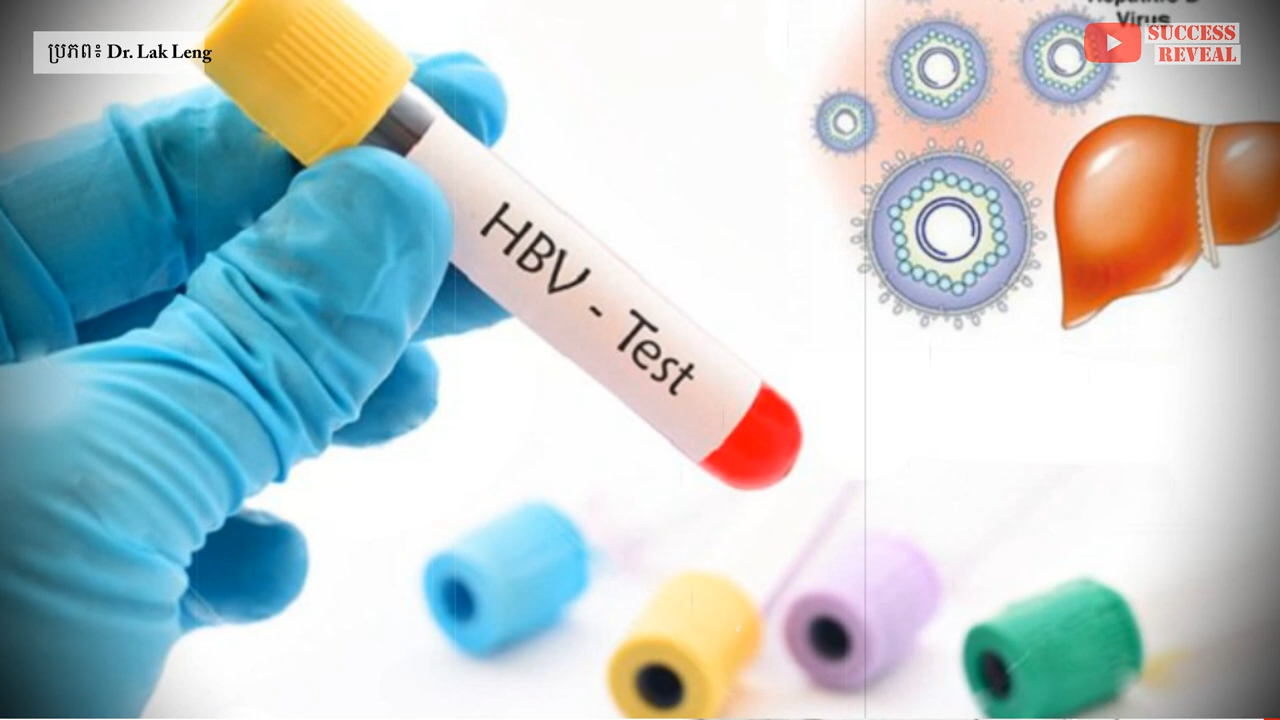 ប្រភព៖ Dr. Lak Leng
Virus
SUCCESS
REVEAL
HBV - Test